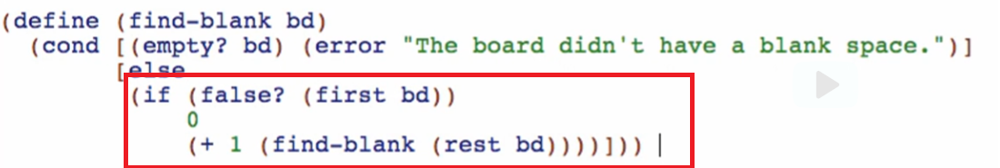 (define (find-blank bd)
(cond [(empty? bd) (error "The board didn't have a blank space.")]
[else
(if (false? (first bd))
0
(+ 1 (find-blank (rest bd))))]))